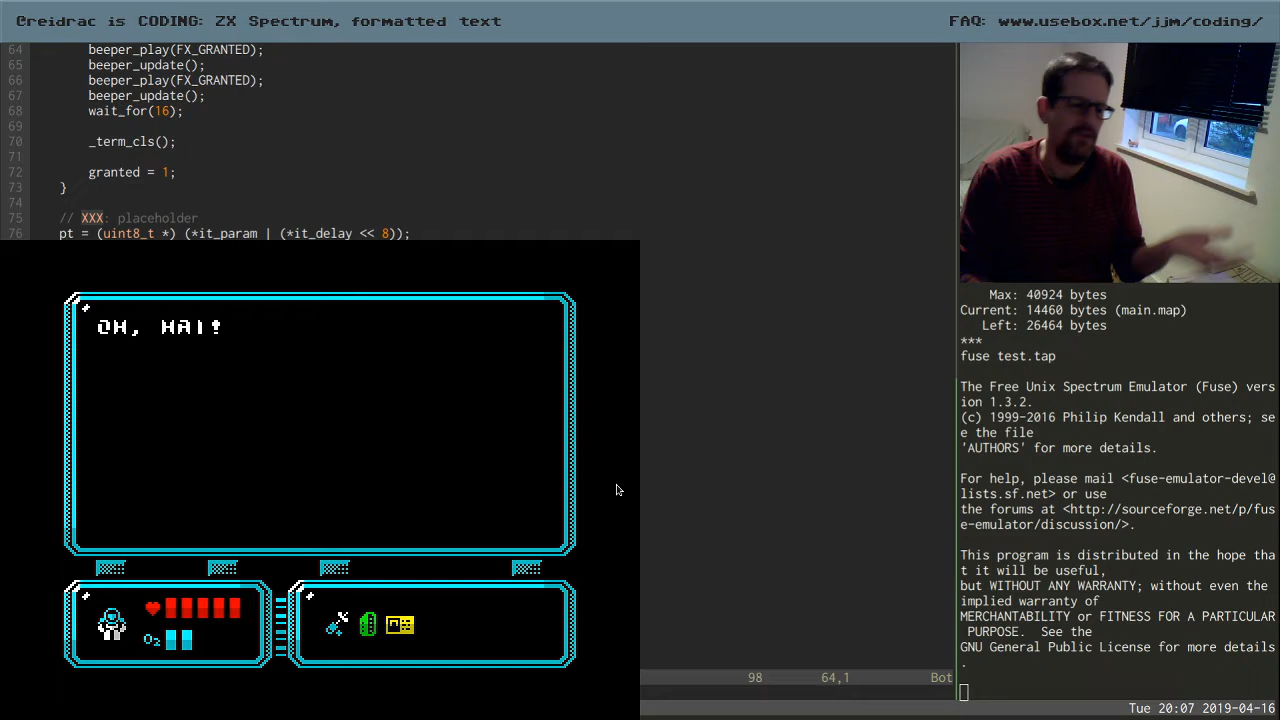 @reidrac is CODING: ZX Spectrum, formatted text
FAQ: www.usebox.net/jjm/coding/
64 beeper_play(FX_GRANTED);
65 beeper_update();
66 beeper_play(FX_GRANTED);
67 beeper_update();
68 wait_for(16);
69
70 _term_cls();
71
72 granted = 1;
73 }
74
75 // XXX: placeholder
76 pt = (uint8_t *) (*it_param | (*it_delay << 8));
OH, HAI!
O2
98 64,1 Bot
Max: 40924 bytes
Current: 14460 bytes (main.map)
Left: 26464 bytes
***
fuse test.tap
The Free Unix Spectrum Emulator (Fuse) vers
ion 1.3.2.
(c) 1999-2016 Philip Kendall and others; se
e the file
'AUTHORS' for more details.
For help, please mail <fuse-emulator-devel@
lists.sf.net> or use
the forums at <http://sourceforge.net/p/fus
e-emulator/discussion/>.
This program is distributed in the hope tha
t it will be useful,
but WITHOUT ANY WARRANTY; without even the
implied warranty of
MERCHANTABILITY or FITNESS FOR A PARTICULAR
PURPOSE.  See the
GNU General Public License for more details
.
Tue 20:07 2019-04-16